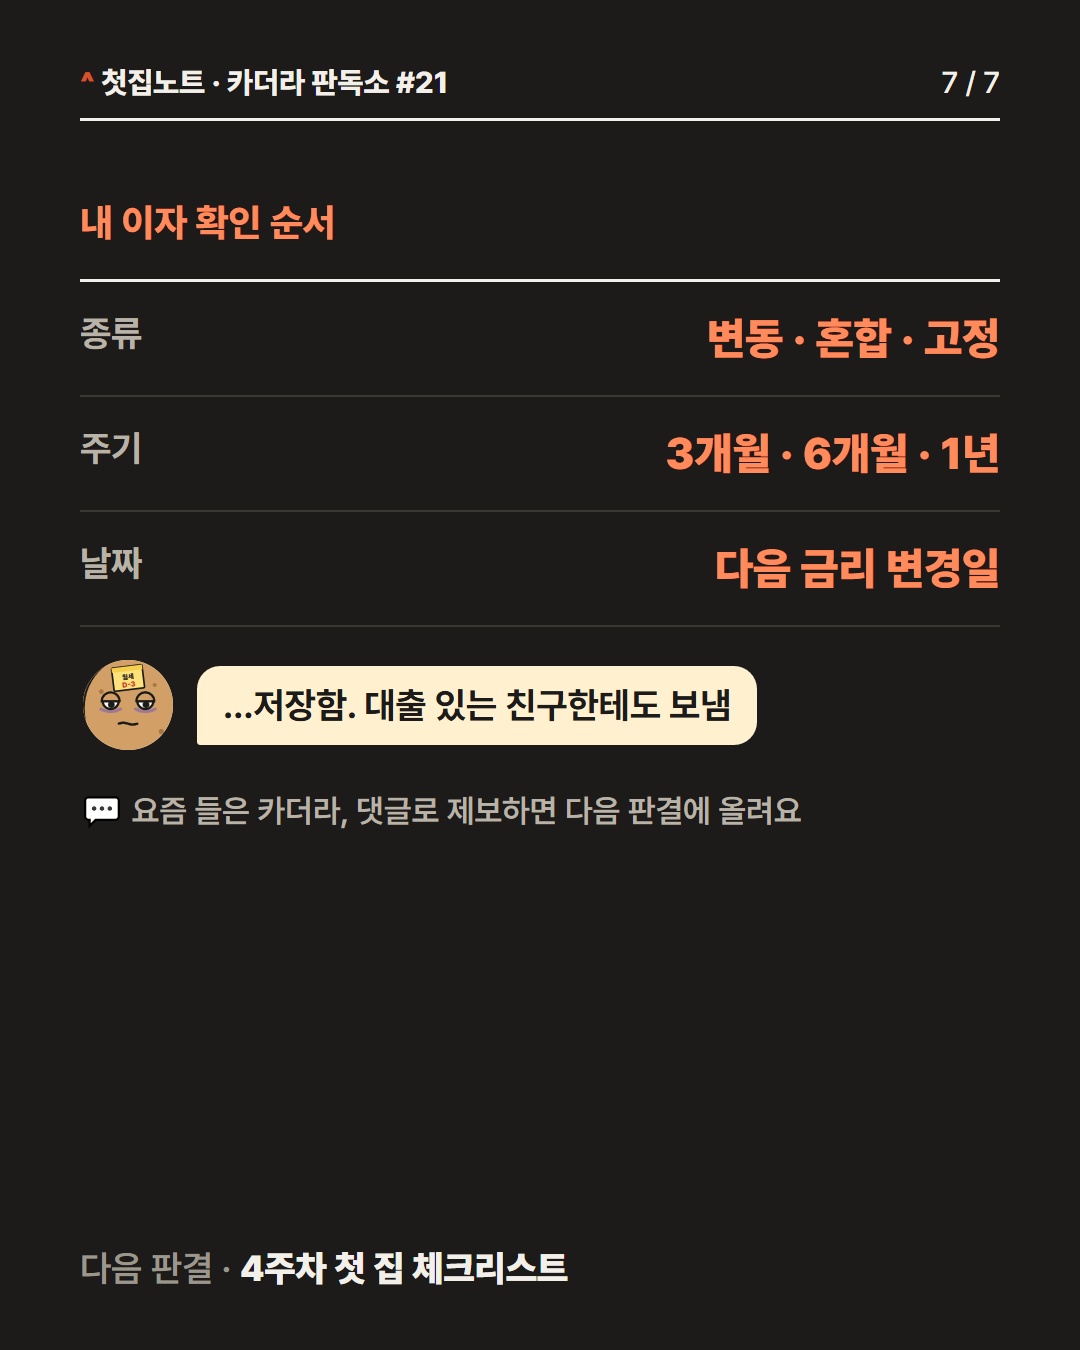 ^ 첫집노트 · 카더라 판독소 #21
7 / 7
내 이자 확인 순서
종류
변동 · 혼합 · 고정
주기
3개월 · 6개월 · 1년
날짜
다음 금리 변경일
월세
D-3
...저장함. 대출 있는 친구한테도 보냄
요즘 들은 카더라, 댓글로 제보하면 다음 판결에 올려요
다음 판결 · 4주차 첫 집 체크리스트